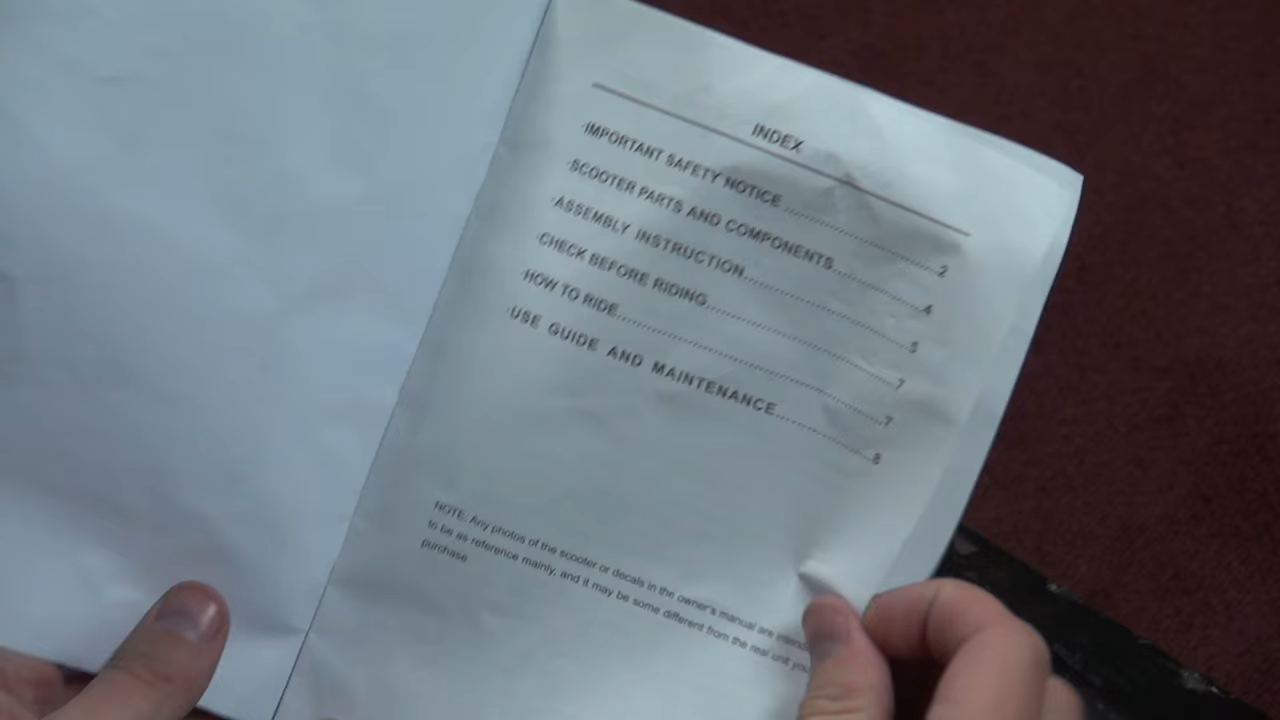 INDEX
·IMPORTANT SAFETY NOTICE..........................2
·SCOOTER PARTS AND COMPONENTS................4
·ASSEMBLY INSTRUCTION..............................5
·CHECK BEFORE RIDING..................................7
·HOW TO RIDE..............................................7
·USE GUIDE AND MAINTENANCE.................8
NOTE: Any photos of the scooter or decals in the owner's manual are
to be as reference mainly, and it may be some different from the real unit
purchase